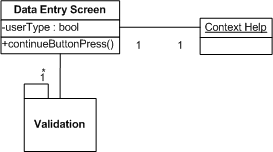 Data Entry Screen
-userType : bool
+continueButtonPress()
Context Help
1 1
*
1
Validation